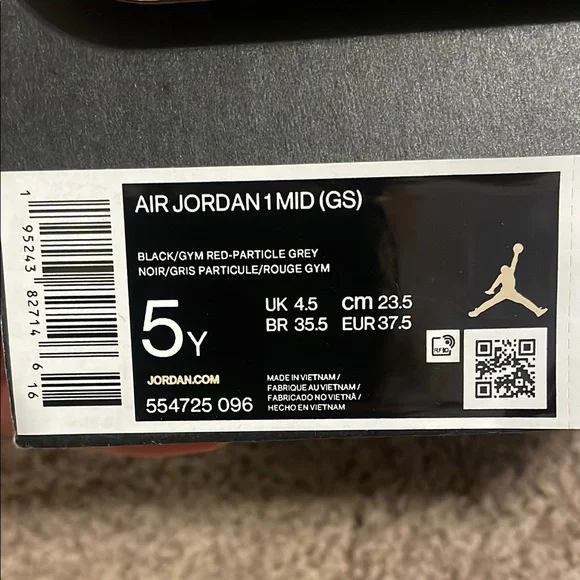 AIR JORDAN 1 MID (GS)
BLACK/GYM RED-PARTICLE GREY
NOIR/GRIS PARTICULE/ROUGE GYM
5Y
UK 4.5 cm 23.5
BR 35.5 EUR 37.5
RFID
JORDAN.COM
554725 096
MADE IN VIETNAM /
FABRIQUE AU VIETNAM /
FABRICADO NO VIETNÃ /
HECHO EN VIETNAM
1 95243 82714 6 16